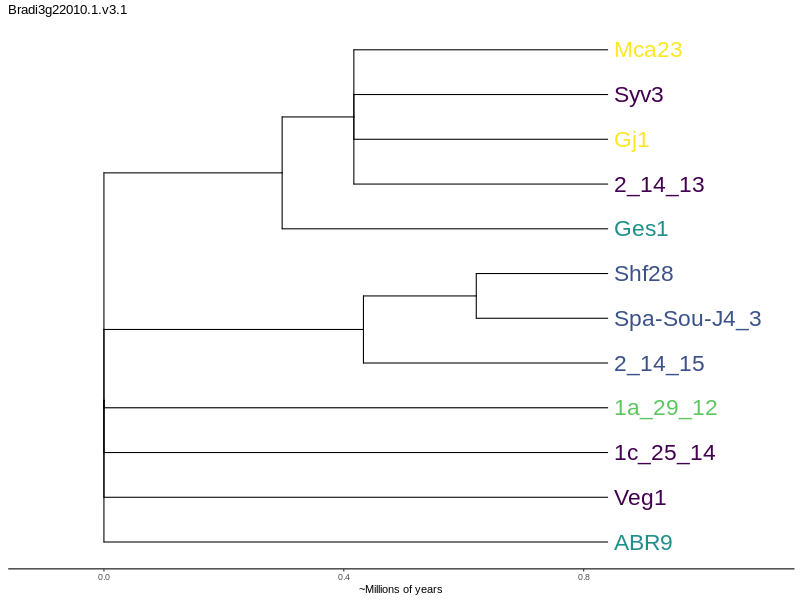 Bradi3g22010.1.v3.1
Mca23
Syv3
Gj1
2_14_13
Ges1
Shf28
Spa-Sou-J4_3
2_14_15
1a_29_12
1c_25_14
Veg1
ABR9
0.0 0.4 0.8
~Millions of years